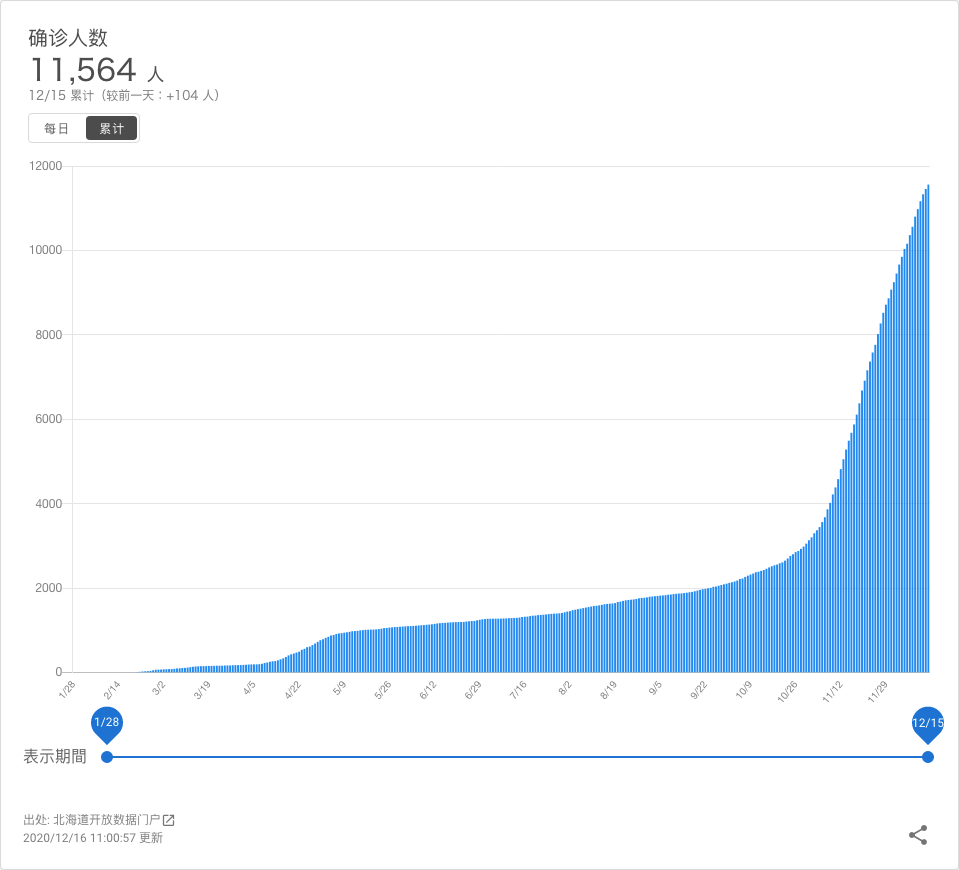 确诊人数
11,564 人
12/15 累计（较前一天：+104 人）
每日 累计
12000
10000
8000
6000
4000
2000
0
1/28 2/14 3/2 3/19 4/5 4/22 5/9 5/26 6/12 6/29 7/16 8/2 8/19 9/5 9/22 10/9 10/26 11/12 11/29
1/28 12/15
表示期間
出处: 北海道开放数据门户
2020/12/16 11:00:57 更新